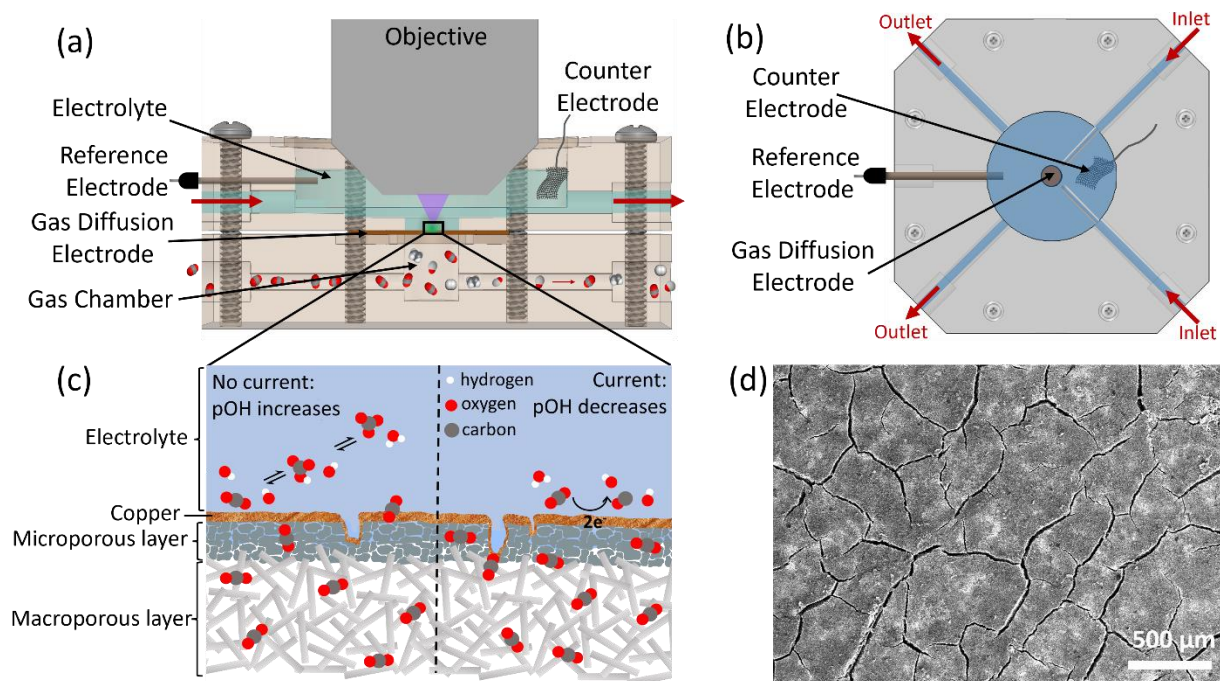 (a)
Objective
Counter
Electrode
Electrolyte
Reference
Electrode
Gas Diffusion
Electrode
Gas Chamber
(b)
Outlet
Inlet
Counter
Electrode
Reference
Electrode
Gas Diffusion
Electrode
Outlet
Inlet
(c)
No current:
pOH increases
hydrogen
oxygen
carbon
Current:
pOH decreases
Electrolyte
2e-
Copper
Microporous layer
Macroporous layer
(d)
500 µm